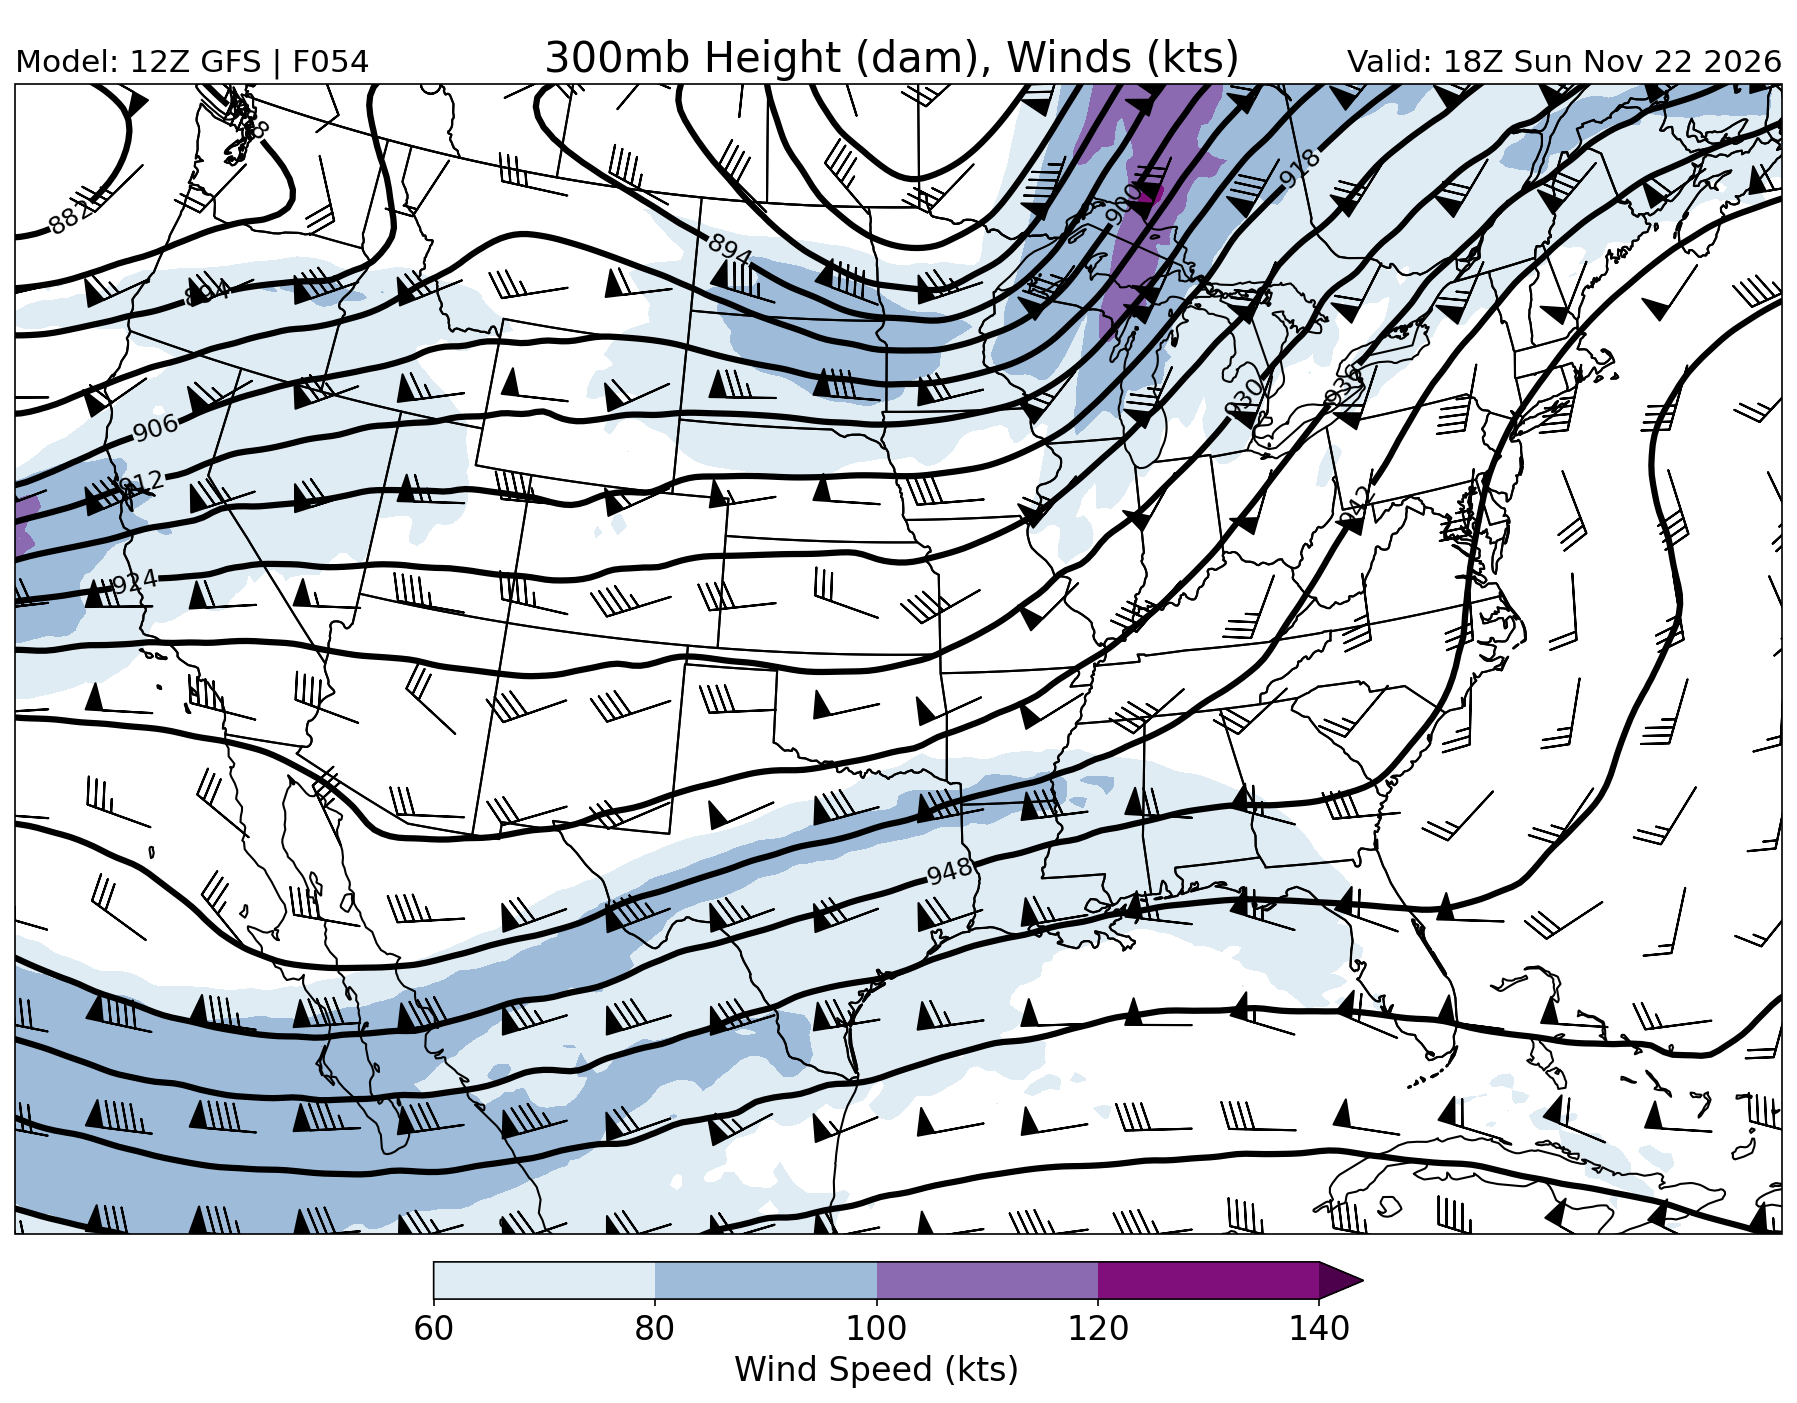 Model: 12Z GFS | F054
300mb Height (dam), Winds (kts)
Valid: 18Z Sun Nov 22 2026
882
894
894
900
918
906
912
924
930
936
942
948
60 80 100 120 140
Wind Speed (kts)